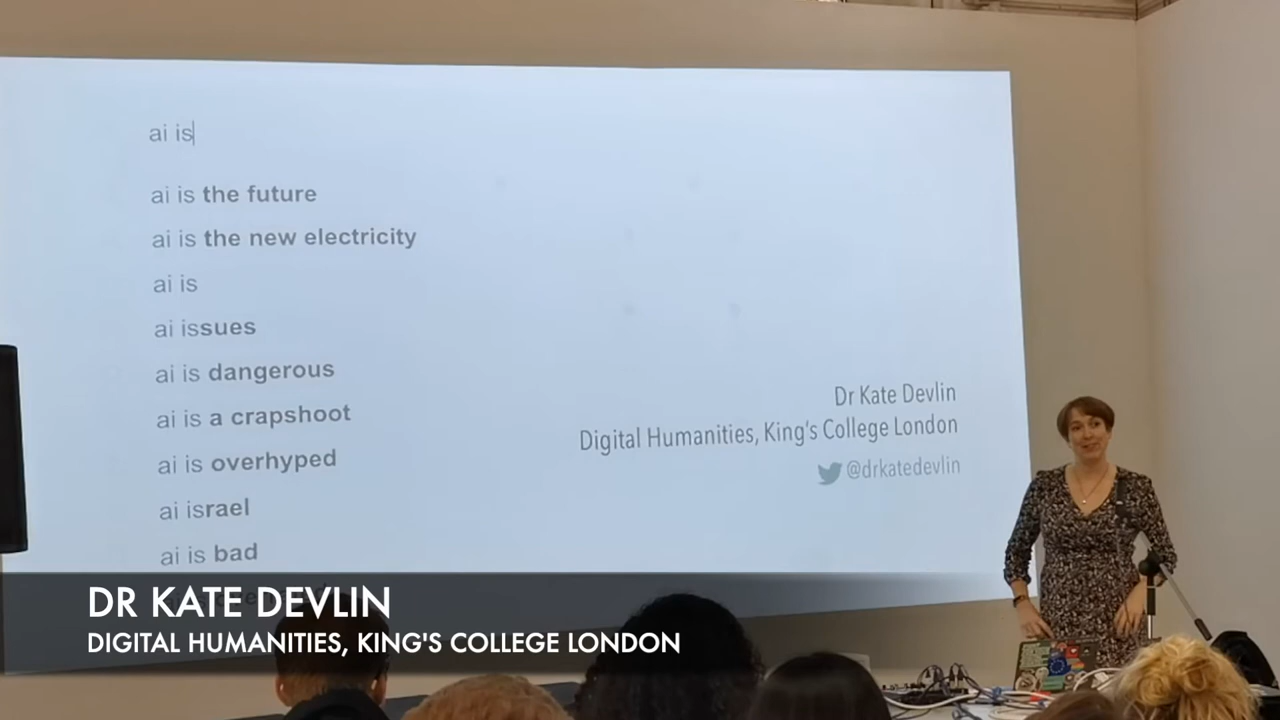 ai is
ai is the future
ai is the new electricity
ai is
ai issues
ai is dangerous
ai is a crapshoot
ai is overhyped
ai israel
ai is bad
Dr Kate Devlin
Digital Humanities, King's College London
@drkatedevlin
DR KATE DEVLIN
DIGITAL HUMANITIES, KING'S COLLEGE LONDON